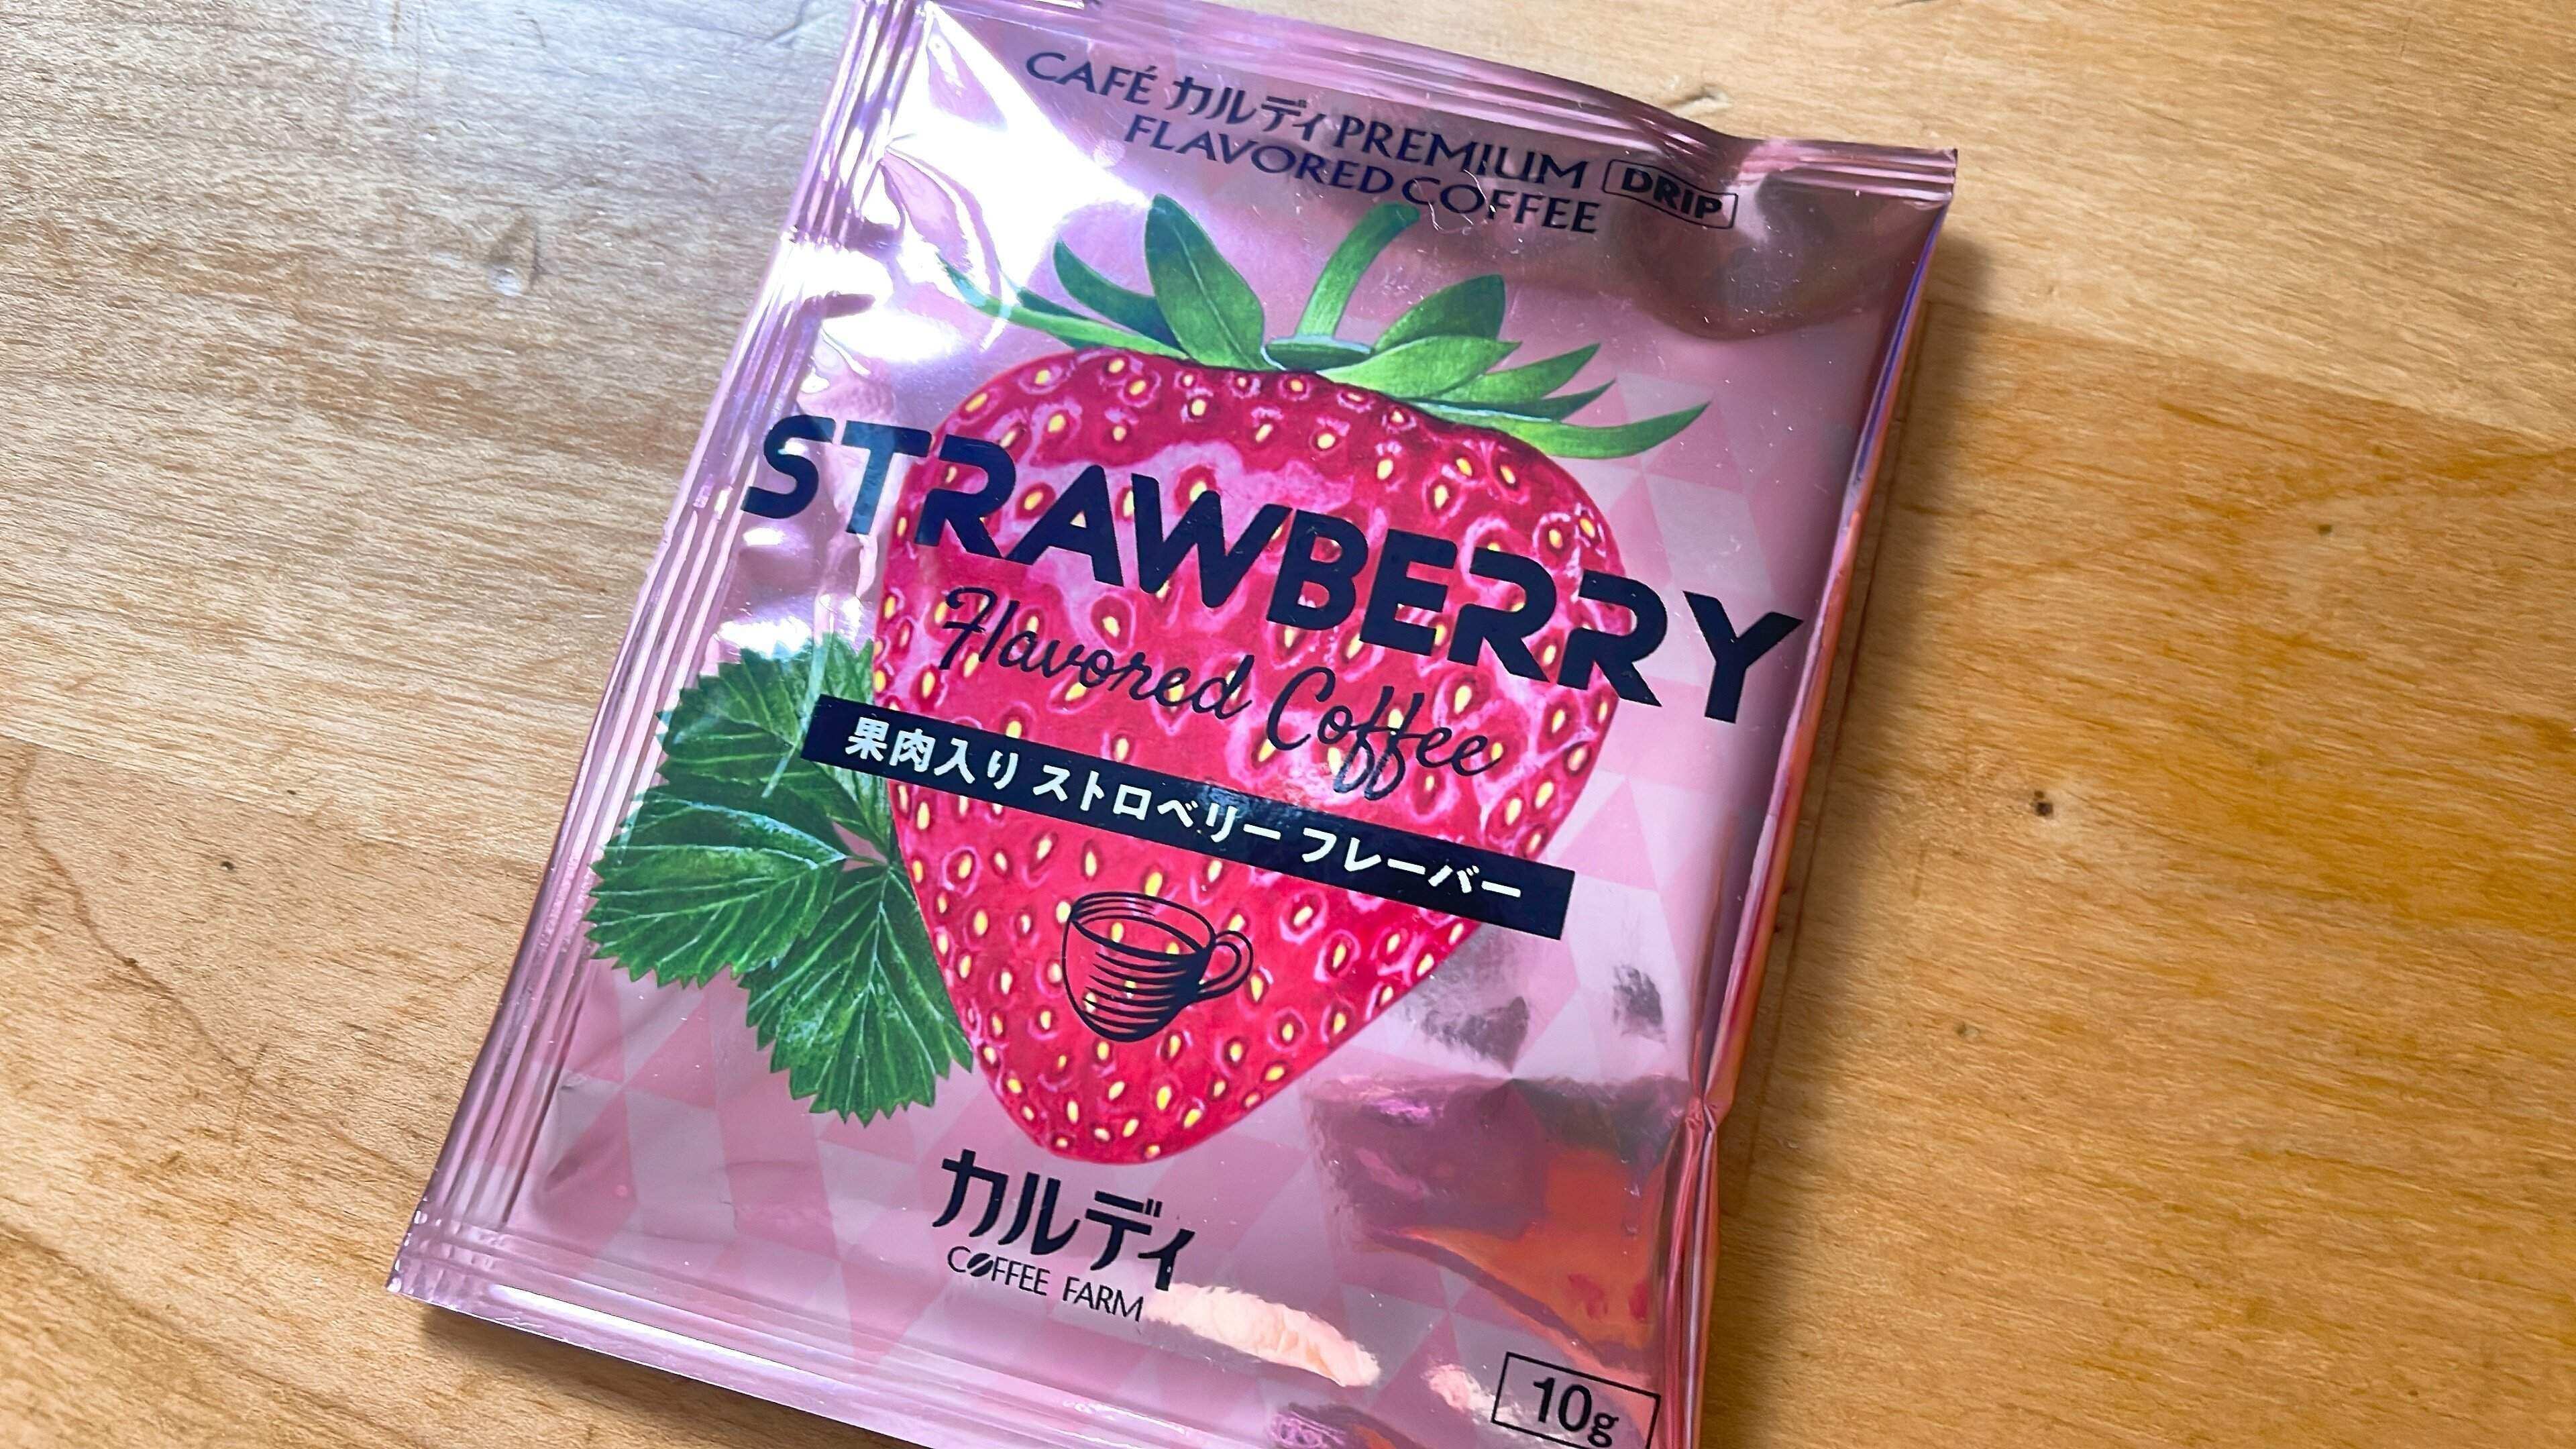 CAFÉ カルディ PREMIUM DRIP
FLAVORED COFFEE
STRAWBERRY
Flavored Coffee
果肉入り ストロベリー フレーバー
カルディ
COFFEE FARM
10g